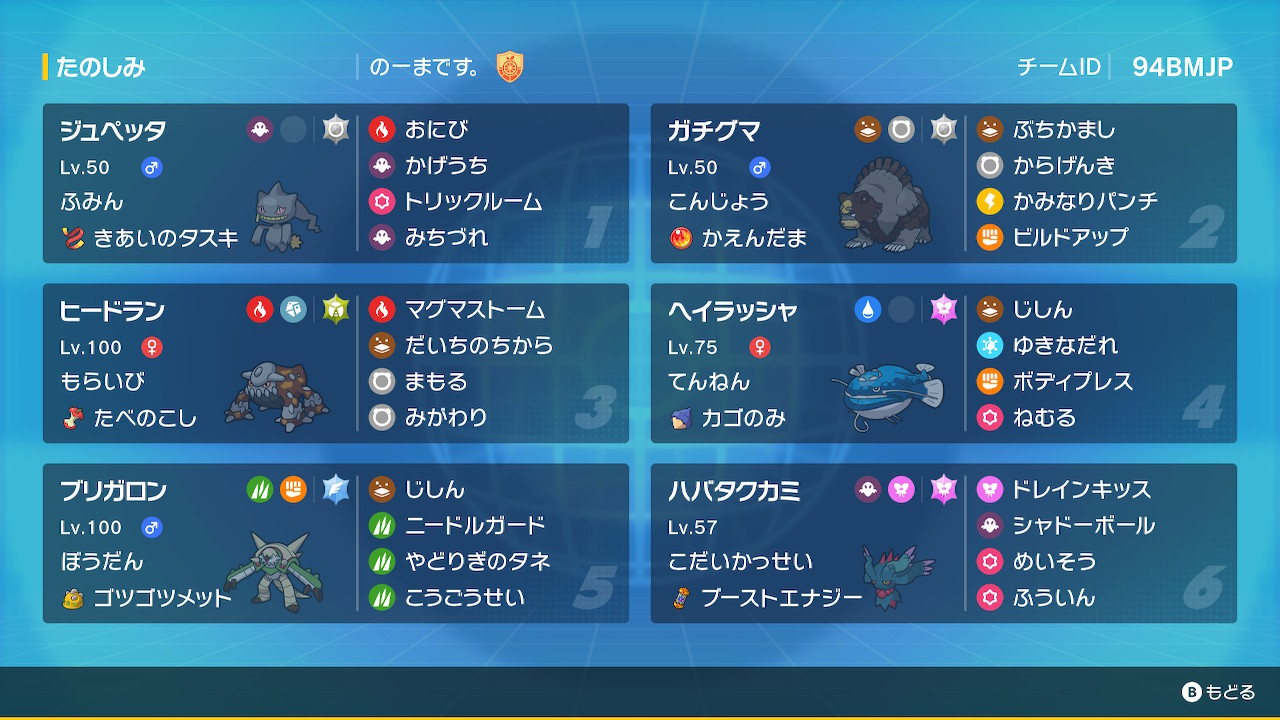 たのしみ
のーまです。
チームID 94BMJP
ジュペッタ
Lv.50
ふみん
きあいのタスキ
おにび
かげうち
トリックルーム
みちづれ
1
ガチグマ
Lv.50
こんじょう
かえんだま
ぶちかまし
からげんき
かみなりパンチ
ビルドアップ
2
ヒードラン
Lv.100
もらいび
たべのこし
マグマストーム
だいちのちから
まもる
みがわり
3
ヘイラッシャ
Lv.75
てんねん
カゴのみ
じしん
ゆきなだれ
ボディプレス
ねむる
4
ブリガロン
Lv.100
ぼうだん
ゴツゴツメット
じしん
ニードルガード
やどりぎのタネ
こうごうせい
5
ハバタクカミ
Lv.57
こだいかっせい
ブーストエナジー
ドレインキッス
シャドーボール
めいそう
ふういん
6
B もどる